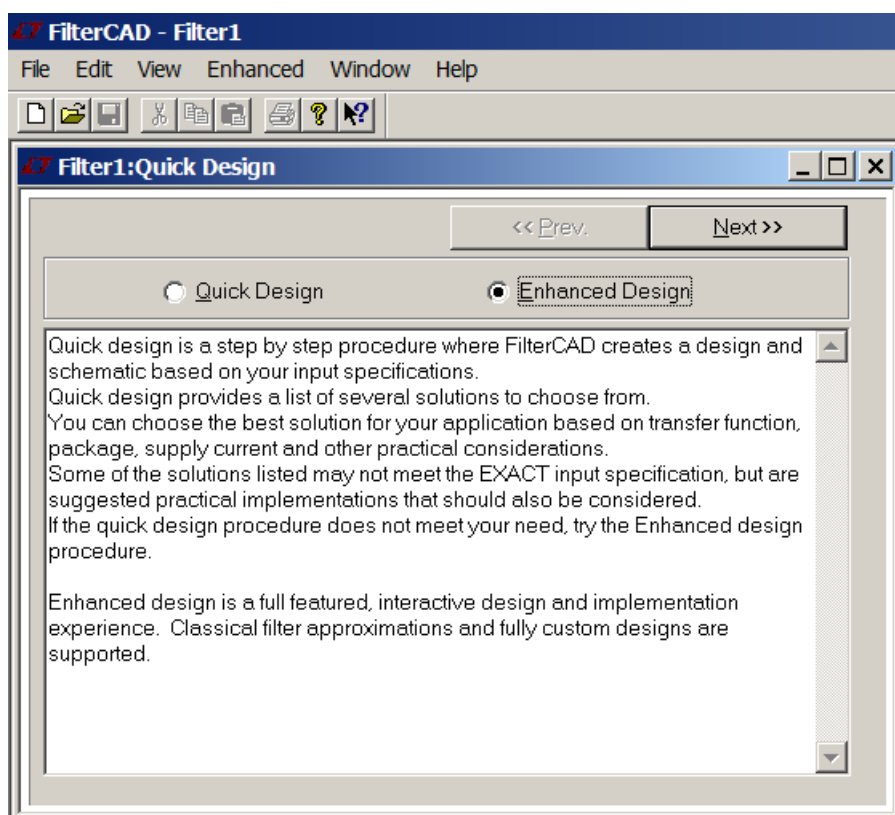 FilterCAD - Filter1
File Edit View Enhanced Window Help
Filter1:Quick Design
<< Prev. Next >>
Quick Design Enhanced Design
Quick design is a step by step procedure where FilterCAD creates a design and
schematic based on your input specifications.
Quick design provides a list of several solutions to choose from.
You can choose the best solution for your application based on transfer function,
package, supply current and other practical considerations.
Some of the solutions listed may not meet the EXACT input specification, but are
suggested practical implementations that should also be considered.
If the quick design procedure does not meet your need, try the Enhanced design
procedure.
Enhanced design is a full featured, interactive design and implementation
experience.  Classical filter approximations and fully custom designs are
supported.